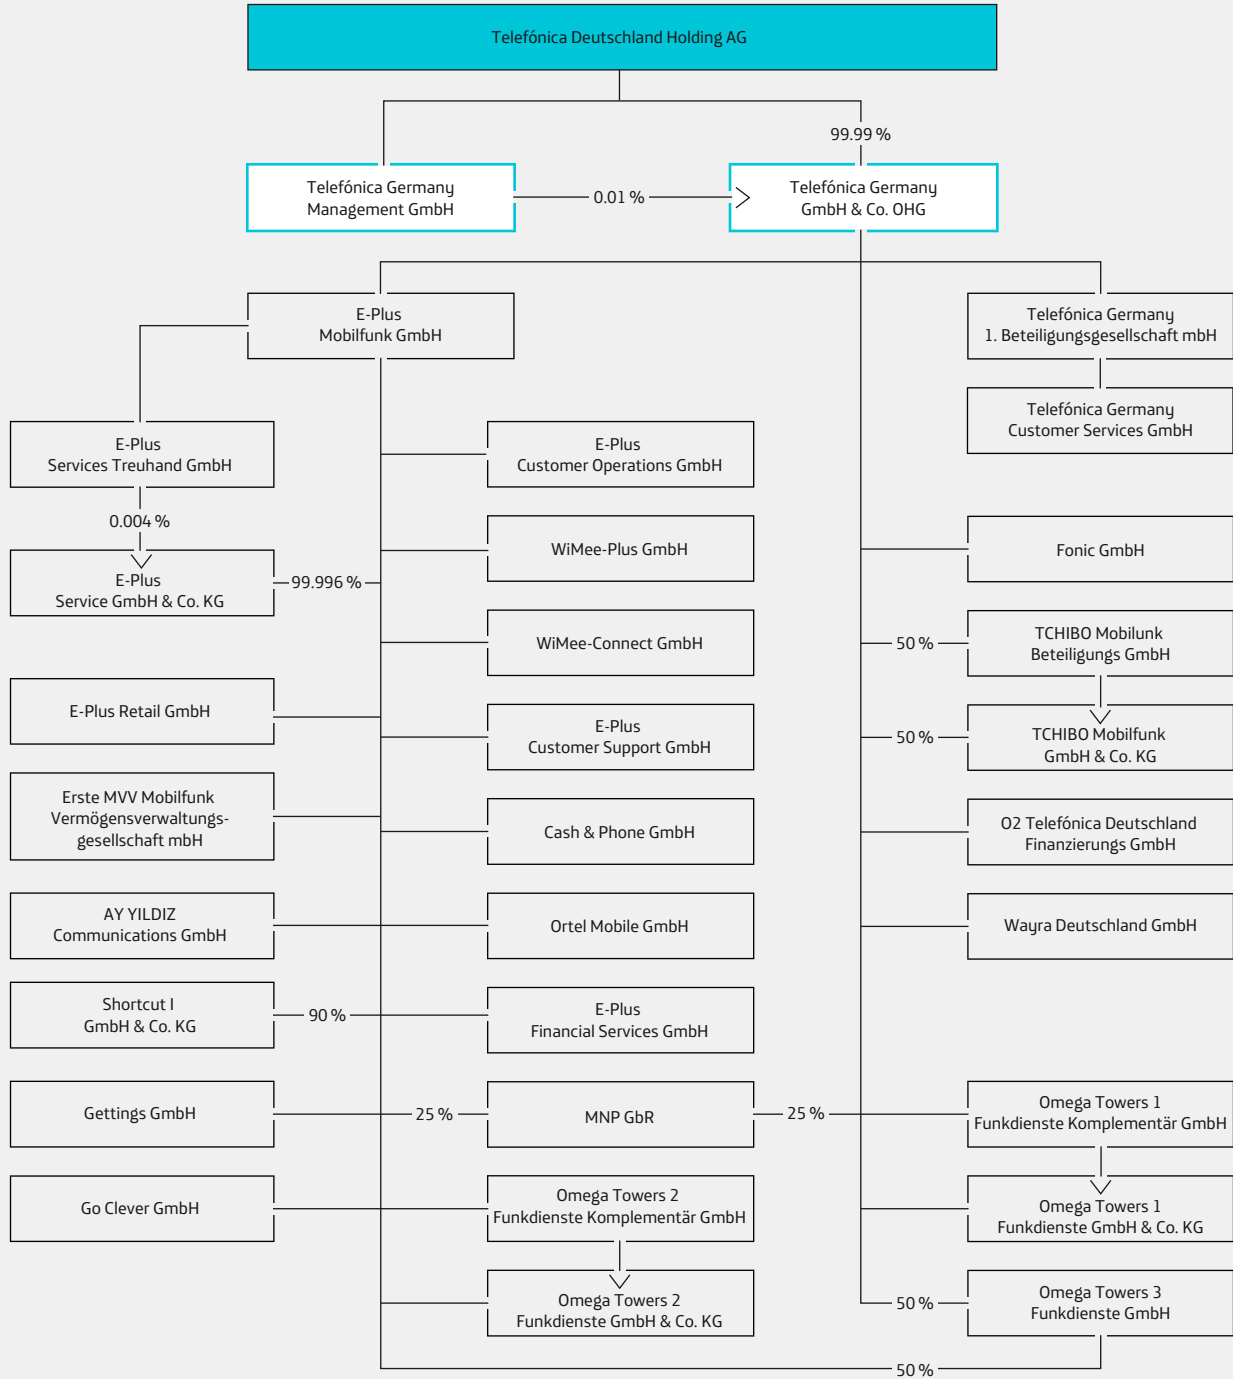 Telefónica Deutschland Holding AG
99.99 %
Telefónica Germany
Management GmbH
0.01 %
Telefónica Germany
GmbH & Co. OHG
E-Plus
Mobilfunk GmbH
Telefónica Germany
1. Beteiligungsgesellschaft mbH
Telefónica Germany
Customer Services GmbH
E-Plus
Services Treuhand GmbH
E-Plus
Customer Operations GmbH
0.004 %
WiMee-Plus GmbH
Fonic GmbH
E-Plus
Service GmbH & Co. KG
99.996 %
WiMee-Connect GmbH
50 %
TCHIBO Mobilunk
Beteiligungs GmbH
E-Plus Retail GmbH
E-Plus
Customer Support GmbH
50 %
TCHIBO Mobilfunk
GmbH & Co. KG
Erste MVV Mobilfunk
Vermögensverwaltungs-
gesellschaft mbH
Cash & Phone GmbH
O2 Telefónica Deutschland
Finanzierungs GmbH
AY YILDIZ
Communications GmbH
Ortel Mobile GmbH
Wayra Deutschland GmbH
Shortcut I
GmbH & Co. KG
90 %
E-Plus
Financial Services GmbH
Gettings GmbH
25 %
MNP GbR
25 %
Omega Towers 1
Funkdienste Komplementär GmbH
Go Clever GmbH
Omega Towers 2
Funkdienste Komplementär GmbH
Omega Towers 1
Funkdienste GmbH & Co. KG
Omega Towers 2
Funkdienste GmbH & Co. KG
50 %
Omega Towers 3
Funkdienste GmbH
50 %